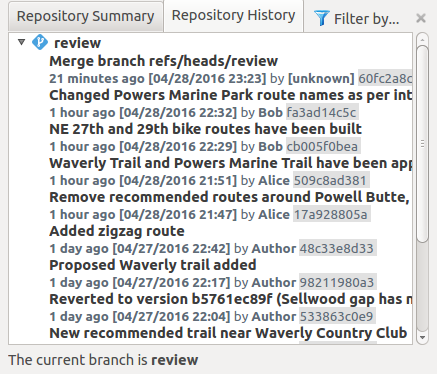 Repository Summary
Repository History
Filter by...
review
Merge branch refs/heads/review
21 minutes ago [04/28/2016 23:23] by [unknown] 60fc2a8c
Changed Powers Marine Park route names as per int
1 hour ago [04/28/2016 22:32] by Bob fa3ad14c5c
NE 27th and 29th bike routes have been built
1 hour ago [04/28/2016 22:29] by Bob cb005f0bea
Waverly Trail and Powers Marine Trail have been app
1 hour ago [04/28/2016 21:51] by Alice 509c8ad381
Remove recommended routes around Powell Butte,
1 hour ago [04/28/2016 21:47] by Alice 17a928805a
Added zigzag route
1 day ago [04/27/2016 22:42] by Author 48c33e8d33
Proposed Waverly trail added
1 day ago [04/27/2016 22:17] by Author 98211980a3
Reverted to version b5761ec89f (Sellwood gap has n
1 day ago [04/27/2016 22:04] by Author 533863c0e9
New recommended trail near Waverly Country Club
The current branch is review